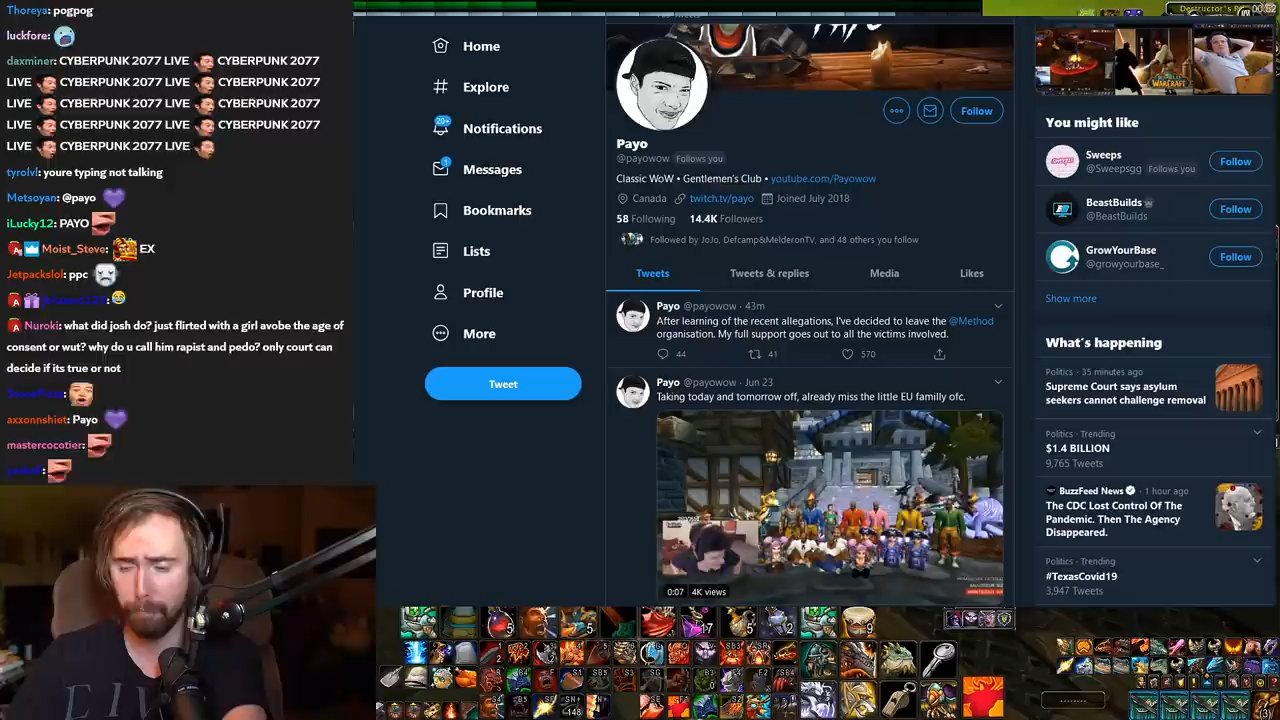 Thoreya: pogpog
luckfore:
daxminer: CYBERPUNK 2077 LIVE CYBERPUNK 2077
LIVE CYBERPUNK 2077 LIVE CYBERPUNK 2077
LIVE CYBERPUNK 2077 LIVE CYBERPUNK 2077
LIVE CYBERPUNK 2077 LIVE CYBERPUNK 2077
LIVE CYBERPUNK 2077 LIVE
tyrolvl: youre typing not talking
Metsoyan: @payo
iLucky12: PAYO
Moist_Steve: EX
Jetpackslol: ppc
Nuroki: what did josh do? just flirted with a girl avobe the age of
consent or wut? why do u call him rapist and pedo? only court can
decide if its true or not
axxonnshiet: Payo
mastercocotier:
Home
Explore
20+
Notifications
1
Messages
Bookmarks
Lists
Profile
More
Tweet
Follow
Payo
@payowow Follows you
Classic WoW • Gentlemen's Club • youtube.com/Payowow
Canada twitch.tv/payo Joined July 2018
58 Following 14.4K Followers
Followed by JoJo, Defcamp&MelderonTV, and 48 others you follow
Tweets Tweets & replies Media Likes
Payo @payowow · 43m
After learning of the recent allegations, I've decided to leave the @Method
organisation. My full support goes out to all the victims involved.
44 41 570
Payo @payowow · Jun 23
Taking today and tomorrow off, already miss the little EU familly ofc.
0:07 4K views
WARCRAFT
You might like
Sweeps
@Sweepsgg Follows you
Follow
BeastBuilds
@BeastBuilds
Follow
GrowYourBase
@growyourbase_
Follow
Show more
What's happening
Politics · 35 minutes ago
Supreme Court says asylum
seekers cannot challenge removal
Politics · Trending
$1.4 BILLION
9,765 Tweets
BuzzFeed News · 1 hour ago
The CDC Lost Control Of The
Pandemic. Then The Agency
Disappeared.
Politics · Trending
#TexasCovid19
3,947 Tweets